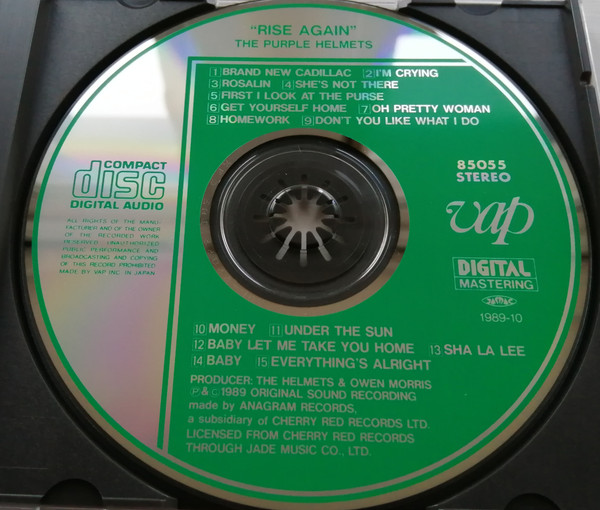 "RISE AGAIN"
THE PURPLE HELMETS
1 BRAND NEW CADILLAC 2 I'M CRYING
3 ROSALIN 4 SHE'S NOT THERE
5 FIRST I LOOK AT THE PURSE
6 GET YOURSELF HOME 7 OH PRETTY WOMAN
8 HOMEWORK 9 DON'T YOU LIKE WHAT I DO
COMPACT
disc
DIGITAL AUDIO
ALL RIGHTS OF THE MANU-
FACTURER AND OF THE OWNER
OF THE RECORDED WORK
RESERVED. UNAUTHORIZED
PUBLIC PERFORMANCE AND
BROADCASTING AND COPYING
OF THIS RECORD PROHIBITED
MADE BY VAP INC. IN JAPAN
85055
STEREO
vap
DIGITAL
MASTERING
1989-10
10 MONEY 11 UNDER THE SUN
12 BABY LET ME TAKE YOU HOME 13 SHA LA LEE
14 BABY 15 EVERYTHING'S ALRIGHT
PRODUCER: THE HELMETS & OWEN MORRIS
Ⓟ&Ⓒ1989 ORIGINAL SOUND RECORDING
made by ANAGRAM RECORDS,
a subsidiary of CHERRY RED RECORDS LTD.
LICENSED FROM CHERRY RED RECORDS
THROUGH JADE MUSIC CO., LTD.